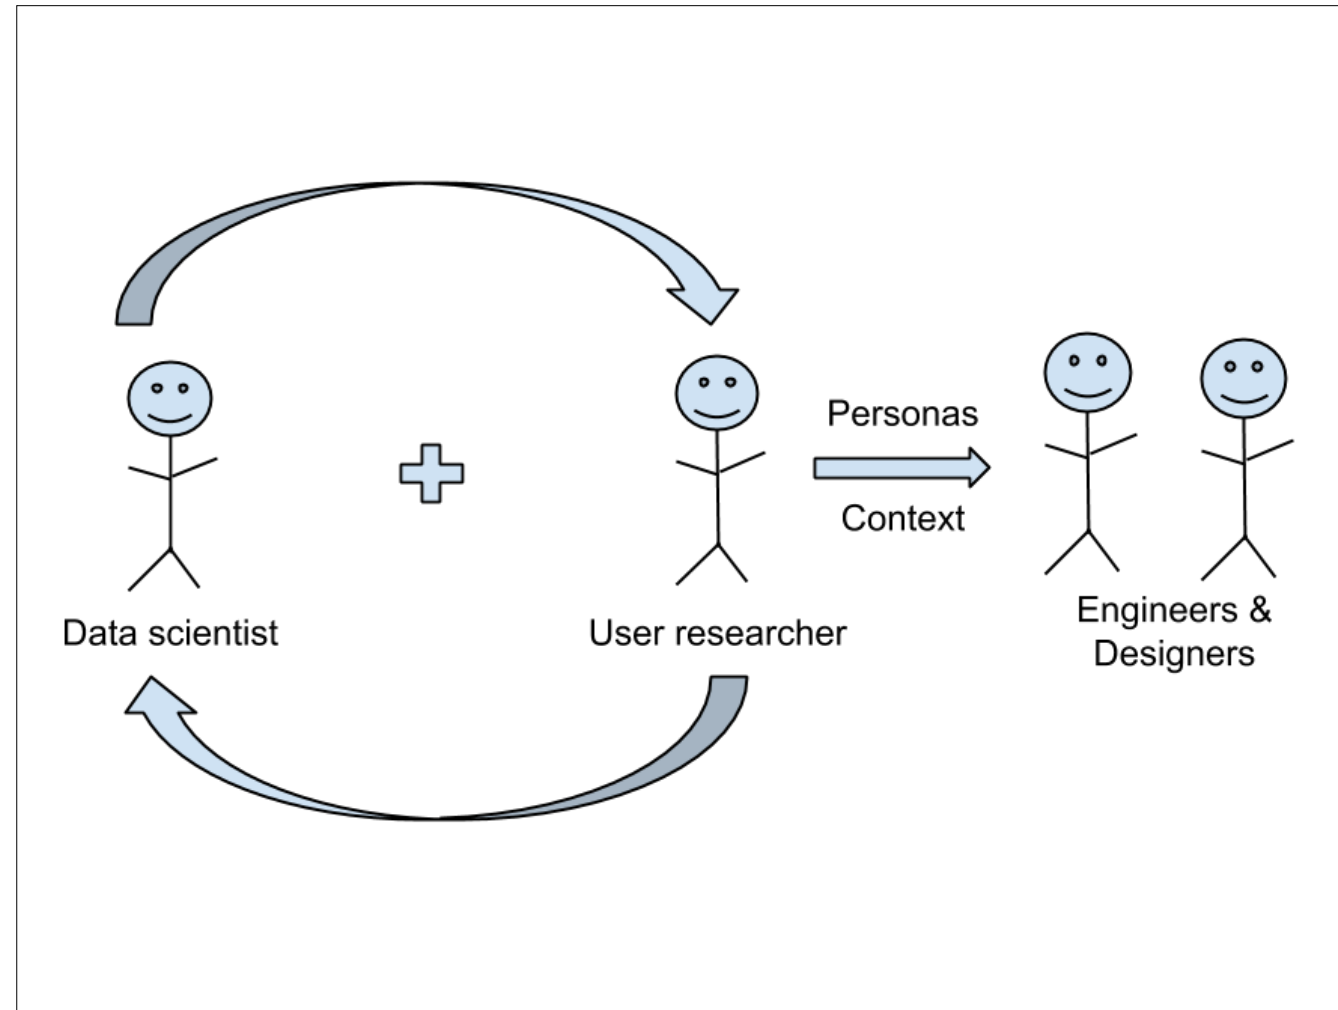 Personas
Context
Data scientist
User researcher
Engineers &
Designers